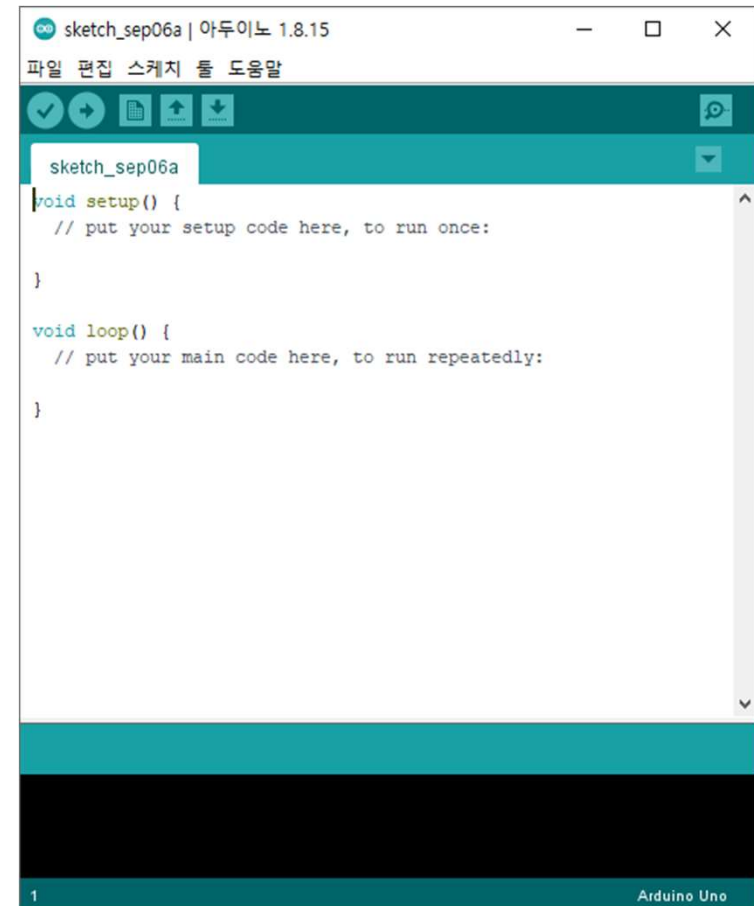 sketch_sep06a | 아두이노 1.8.15
파일 편집 스케치 툴 도움말
sketch_sep06a
void setup() {
  // put your setup code here, to run once:
}
void loop() {
  // put your main code here, to run repeatedly:
}
1 Arduino Uno